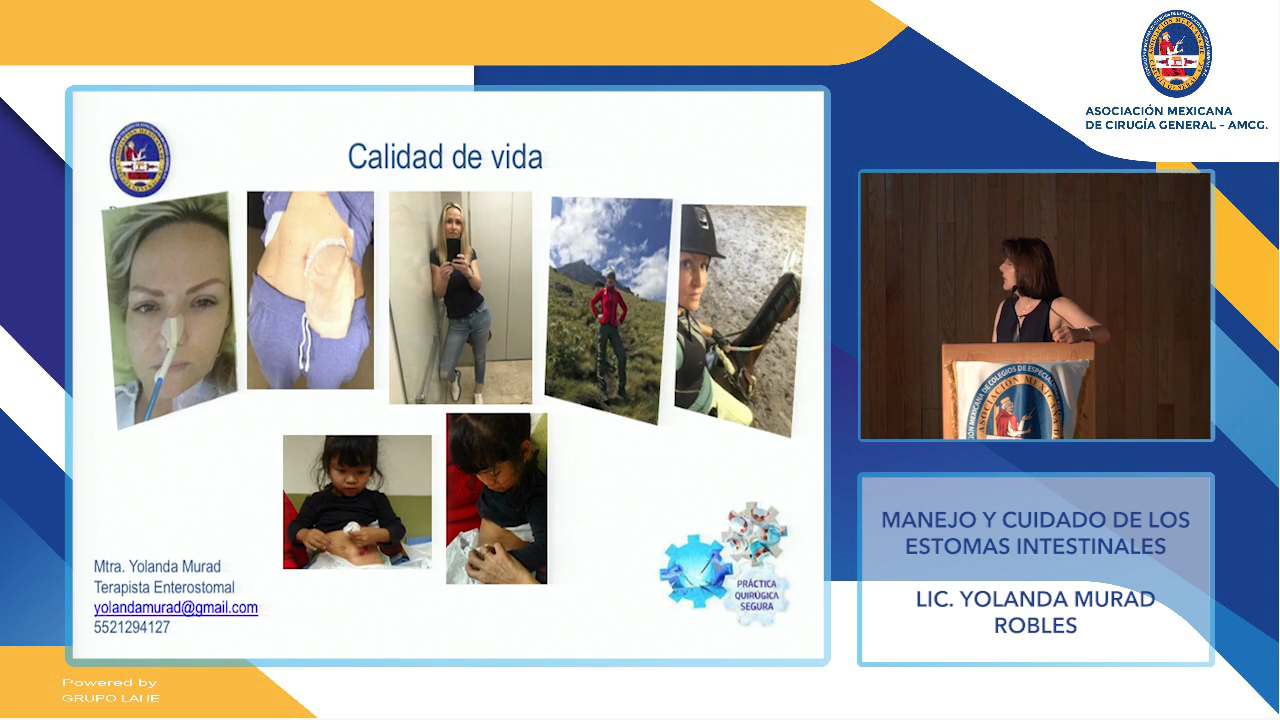 ASOCIACIÓN MEXICANA
DE CIRUGÍA GENERAL - AMCG.
Calidad de vida
Mtra. Yolanda Murad
Terapista Enterostomal
yolandamurad@gmail.com
5521294127
PRÁCTICA
QUIRÚGICA
SEGURA
MANEJO Y CUIDADO DE LOS
ESTOMAS INTESTINALES
LIC. YOLANDA MURAD
ROBLES
Powered by
GRUPO LAHE